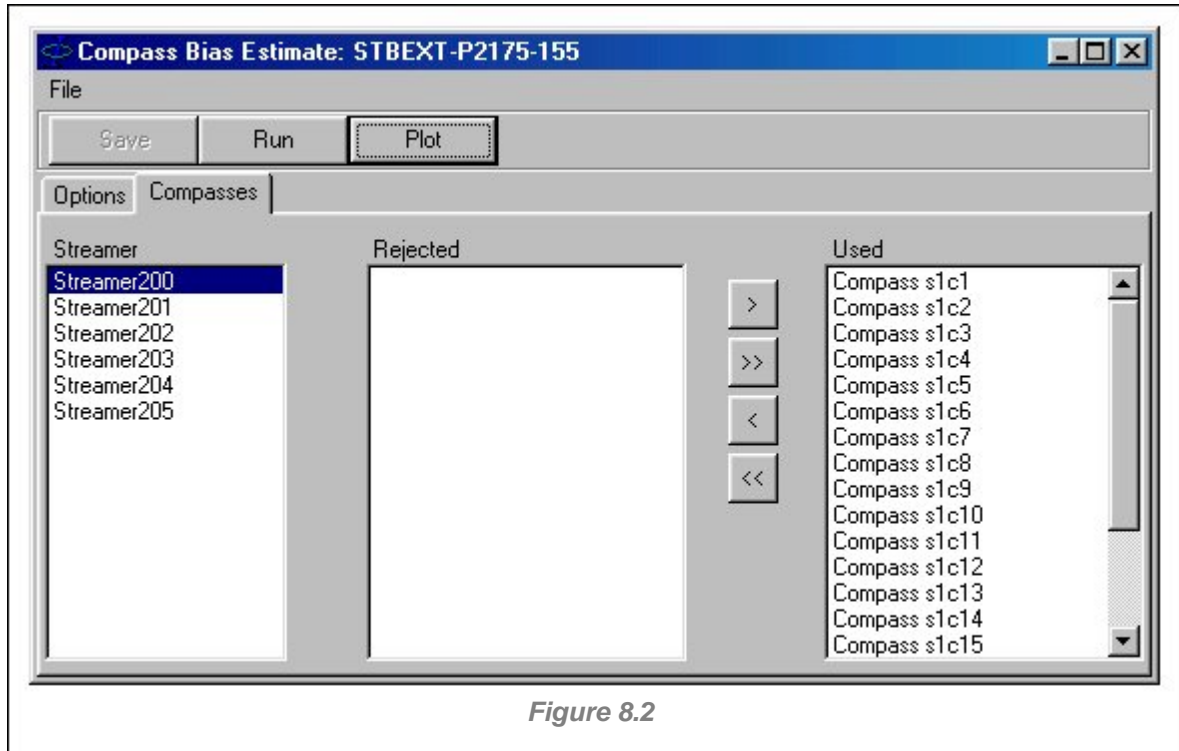 Compass Bias Estimate: STBEXT-P2175-155
File
Save Run Plot
Options Compasses
Streamer Rejected Used
Streamer200
Streamer201
Streamer202
Streamer203
Streamer204
Streamer205
>
>>
<
<<
Compass s1c1
Compass s1c2
Compass s1c3
Compass s1c4
Compass s1c5
Compass s1c6
Compass s1c7
Compass s1c8
Compass s1c9
Compass s1c10
Compass s1c11
Compass s1c12
Compass s1c13
Compass s1c14
Compass s1c15
Figure 8.2